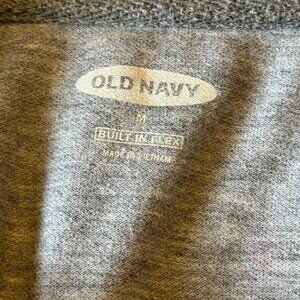 OLD NAVY
M
BUILT-IN FLEX
MADE IN VIETNAM